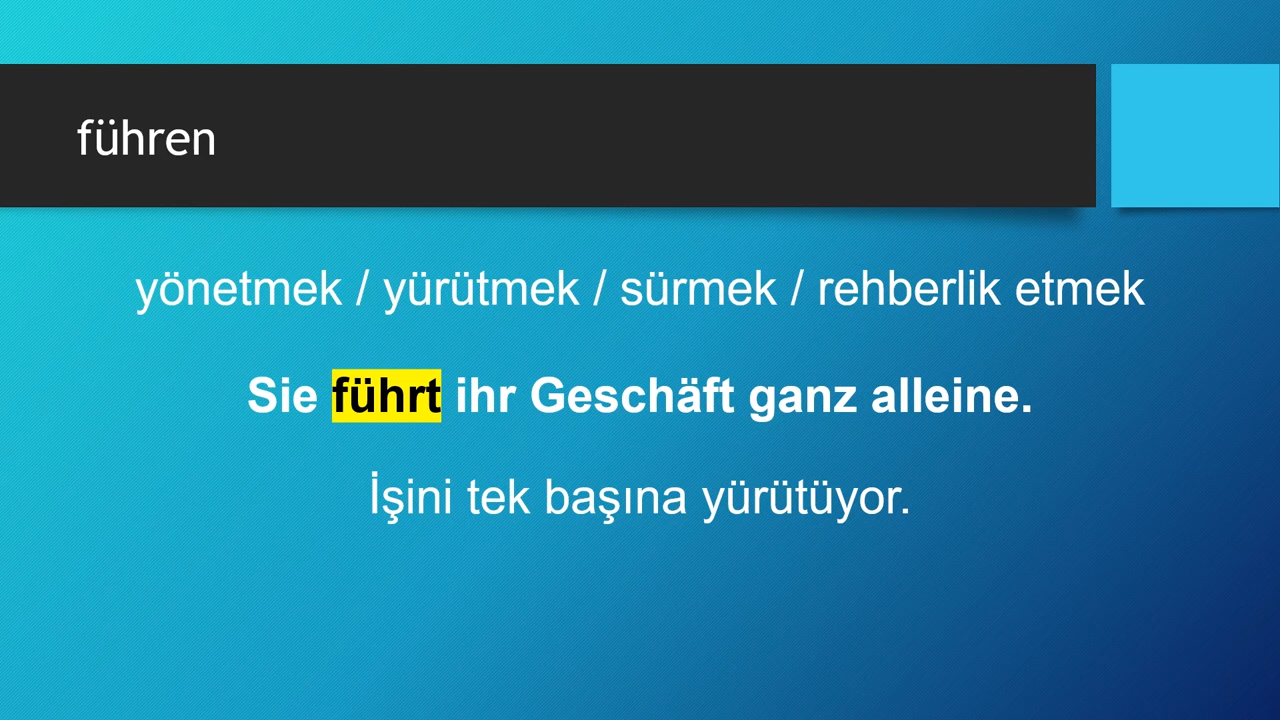 führen
yönetmek / yürütmek / sürmek / rehberlik etmek
Sie führt ihr Geschäft ganz alleine.
İşini tek başına yürütüyor.